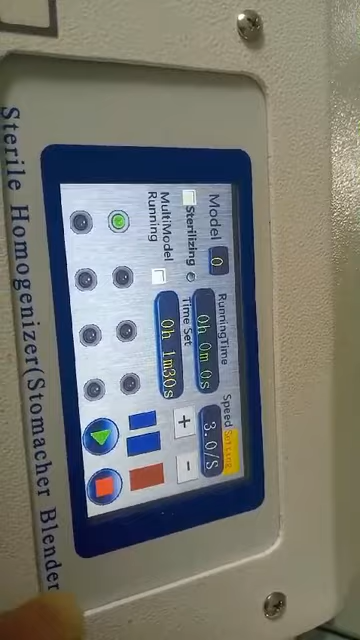 Model 0
RunningTime
0h 0m 0s
Speed Setting
3.0/S
Sterilizing
Time Set
0h 1m30s
+ -
MultiModel
Running
Sterile Homogenizer(Stomacher Blender